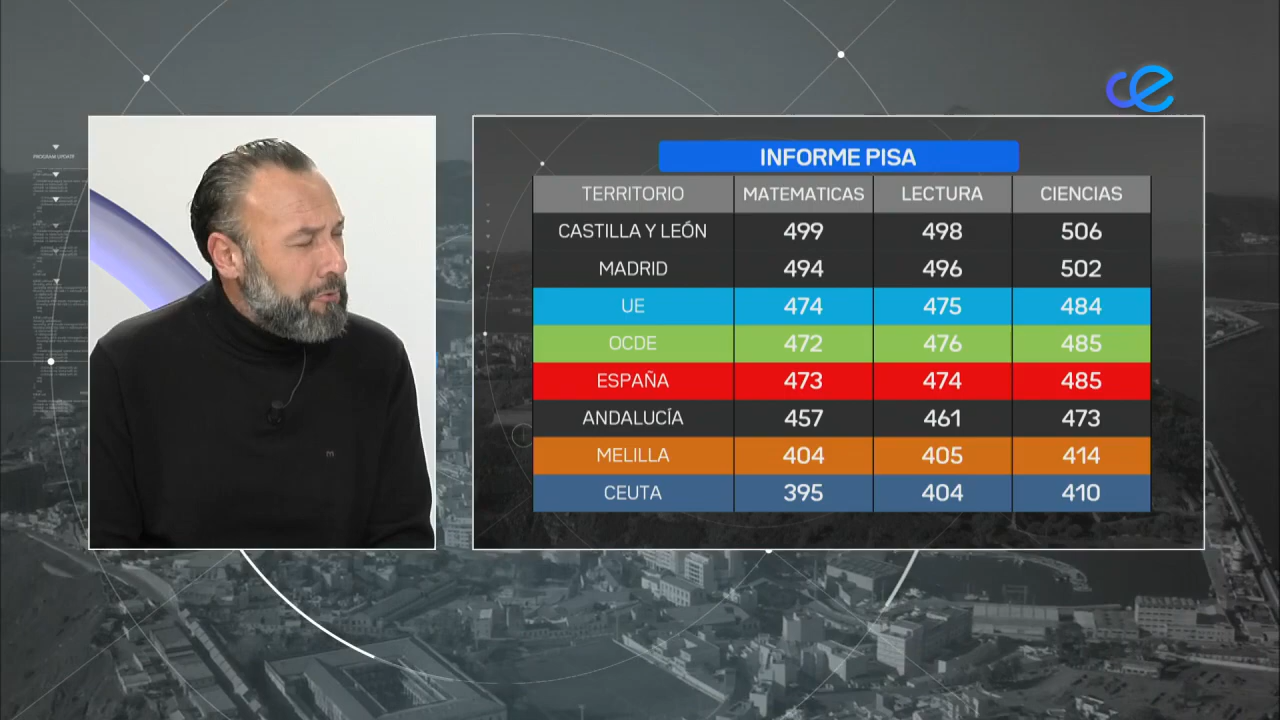 ce
PROGRAM UPDATE
INFORME PISA
TERRITORIO MATEMATICAS LECTURA CIENCIAS
CASTILLA Y LEÓN 499 498 506
MADRID 494 496 502
UE 474 475 484
OCDE 472 476 485
ESPAÑA 473 474 485
ANDALUCÍA 457 461 473
MELILLA 404 405 414
CEUTA 395 404 410